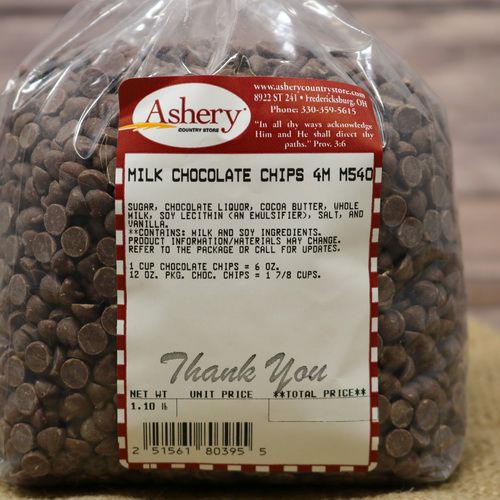 Ashery
COUNTRY STORE
www.asherycountrystore.com
8922 ST 241 • Fredericksburg, OH
Phone: 330-359-5615
"In all thy ways acknowledge
Him and He shall direct thy
paths." Prov. 3:6
MILK CHOCOLATE CHIPS 4M M540
SUGAR, CHOCOLATE LIQUOR, COCOA BUTTER, WHOLE
MILK, SOY LECITHIN <AN EMULSIFIER>, SALT, AND
VANILLA.
**CONTAINS: MILK AND SOY INGREDIENTS.
PRODUCT INFORMATION/MATERIALS MAY CHANGE.
REFER TO THE PACKAGE OR CALL FOR UPDATES.
1 CUP CHOCOLATE CHIPS = 6 OZ.
12 OZ. PKG. CHOC. CHIPS = 1 7/8 CUPS.
Thank You
NET WT UNIT PRICE **TOTAL PRICE**
1.10 lb
2 51561 80395 5